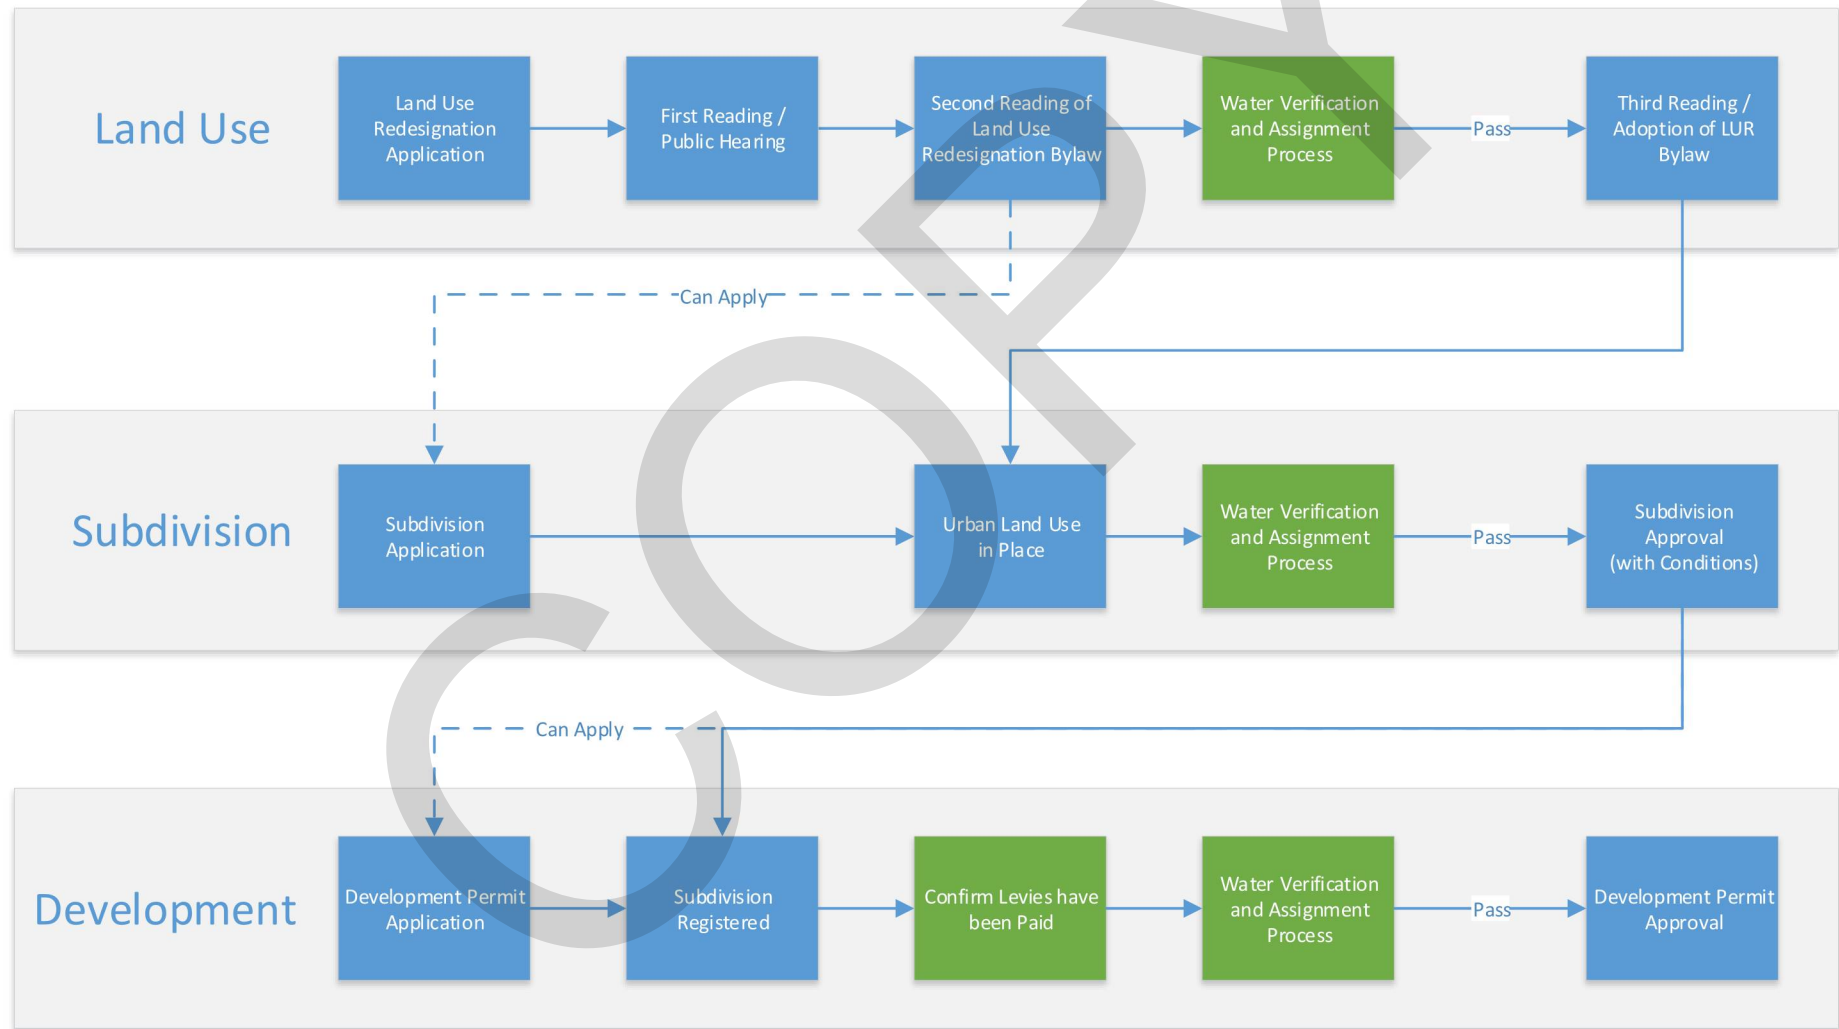 Land Use
Land Use
Redesignation
Application
First Reading /
Public Hearing
Second Reading of
Land Use
Redesignation Bylaw
Water Verification
and Assignment
Process
Pass
Third Reading /
Adoption of LUR
Bylaw
Can Apply
Subdivision
Subdivision
Application
Urban Land Use
in Place
Water Verification
and Assignment
Process
Pass
Subdivision
Approval
(with Conditions)
Can Apply
Development
Development Permit
Application
Subdivision
Registered
Confirm Levies have
been Paid
Water Verification
and Assignment
Process
Pass
Development Permit
Approval
COPY